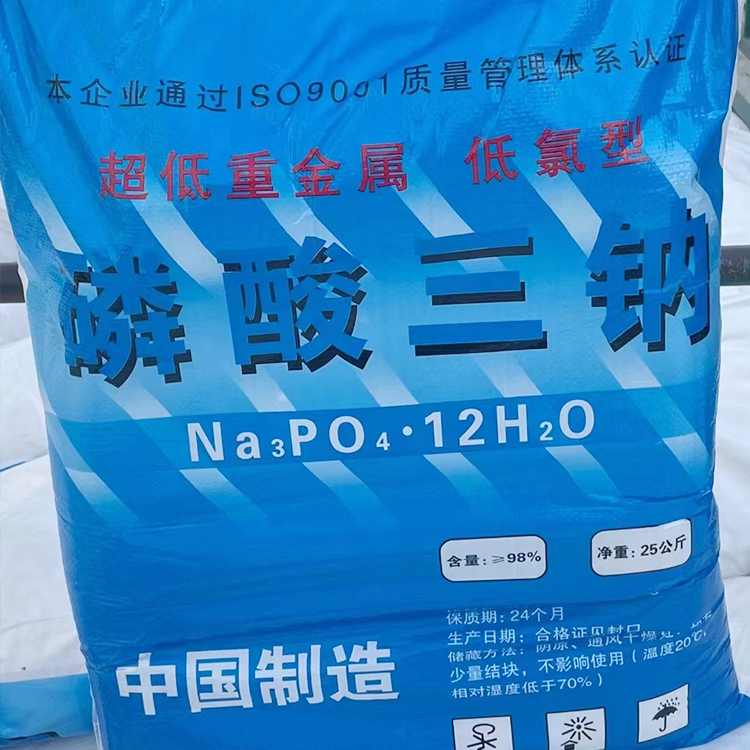 本企业通过ISO9001质量管理体系认证
超低重金属 低氯型
磷酸三钠
Na₃PO₄·12H₂O
含量:≥98%
净重:25公斤
保质期:24个月
生产日期:合格证见封口
储藏方法:阴凉、通风干燥处,
少量结块,不影响使用(温度20℃,
相对湿度低于70%)
中国制造